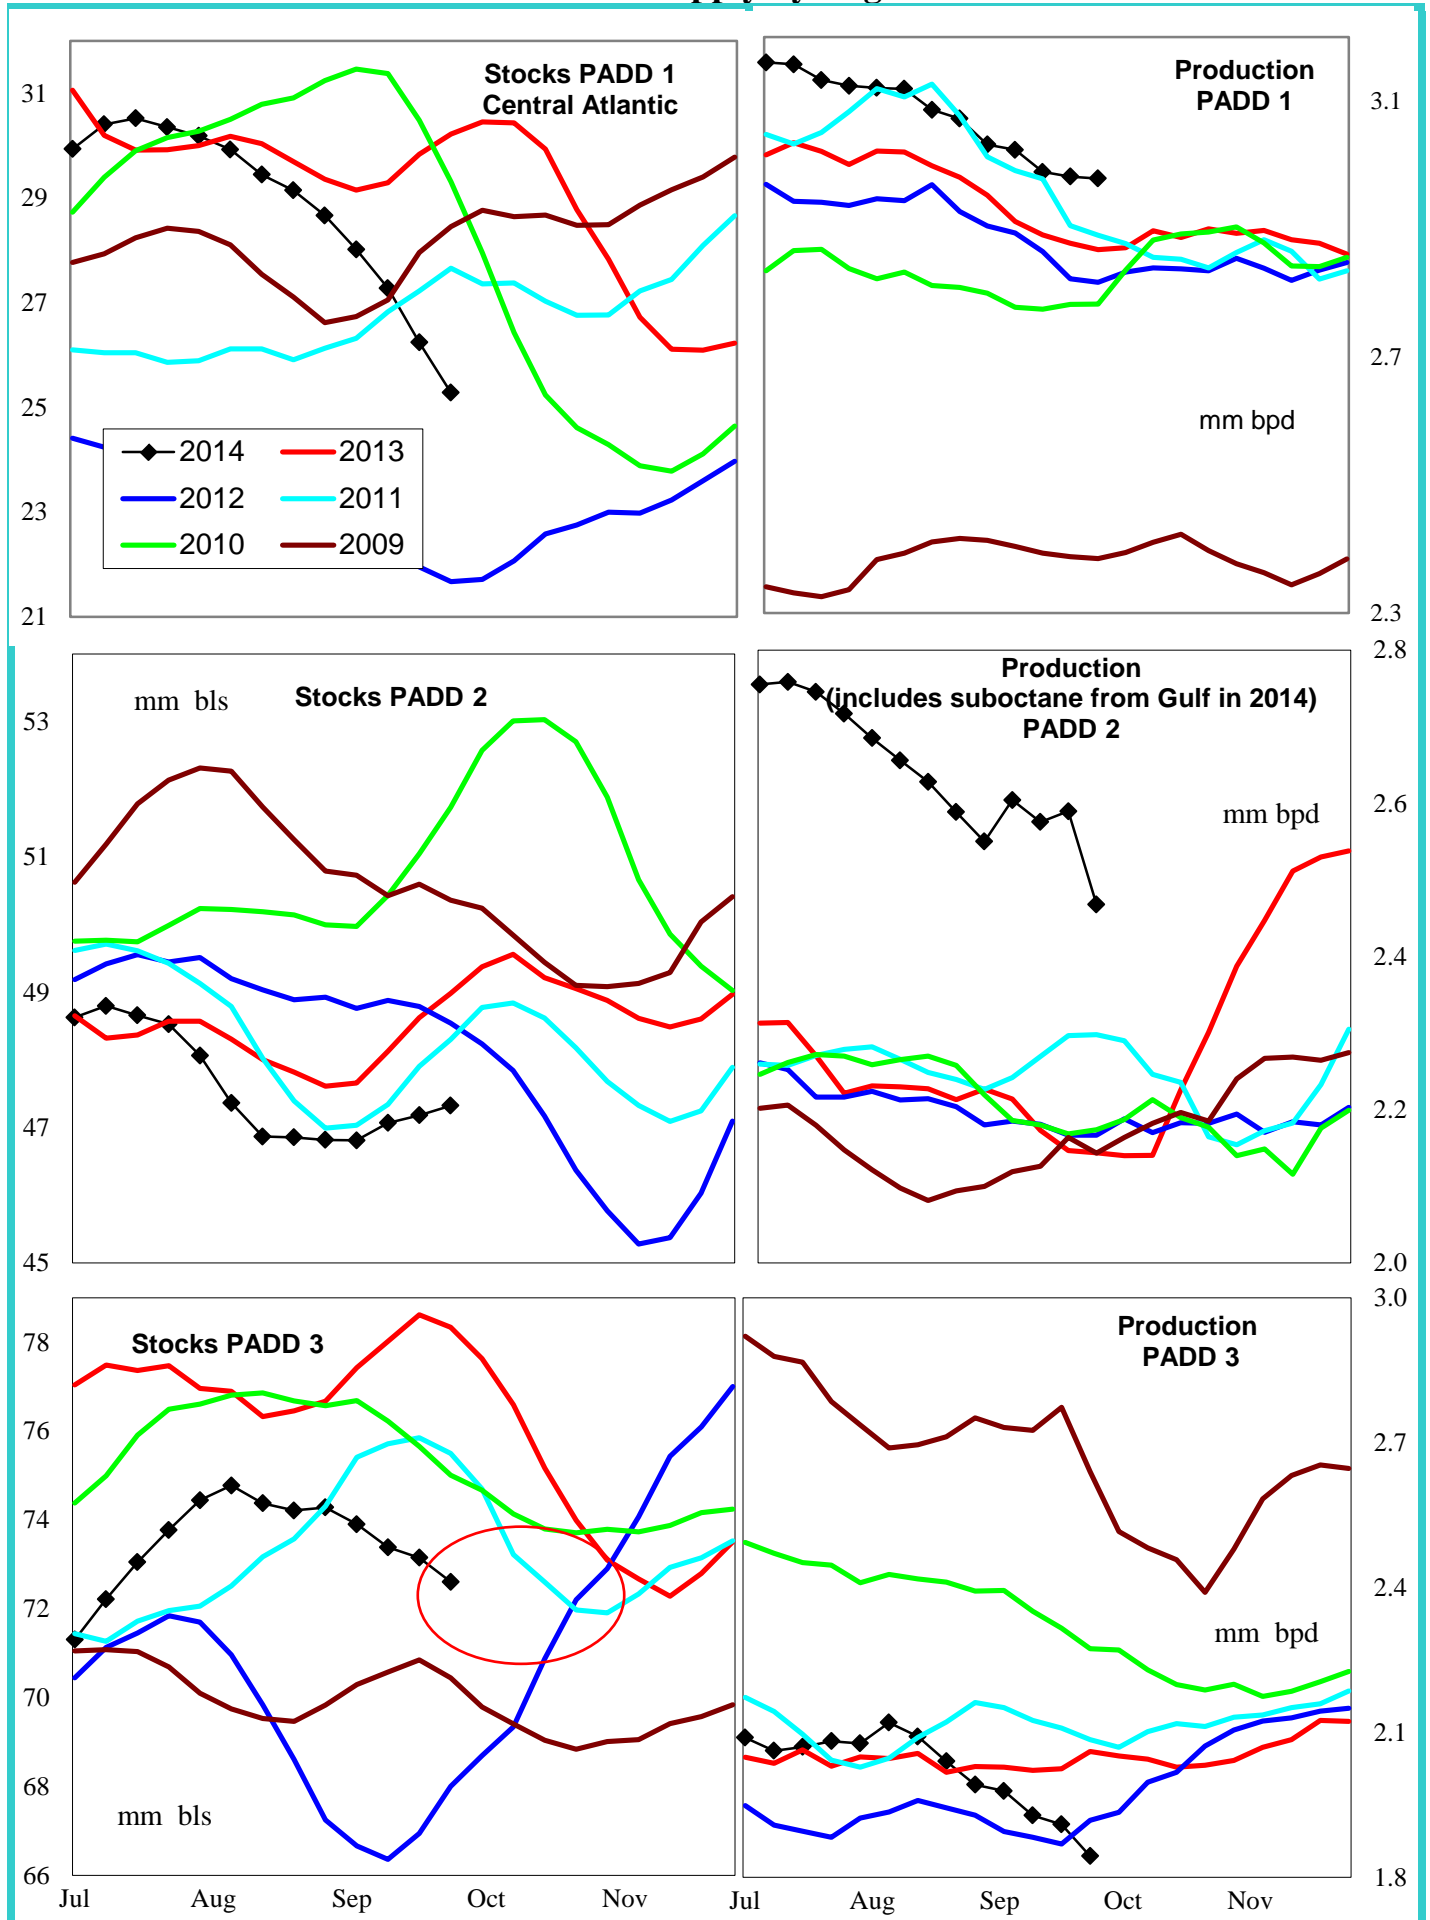 Stocks PADD 1
Central Atlantic
31
29
27
25
23
21
2014
2013
2012
2011
2010
2009
Production
PADD 1
3.1
2.7
2.3
mm bpd
mm bls
Stocks PADD 2
53
51
49
47
45
Production
(includes suboctane from Gulf in 2014)
PADD 2
mm bpd
2.8
2.6
2.4
2.2
2.0
Stocks PADD 3
78
76
74
72
70
68
66
mm bls
Jul Aug Sep Oct Nov
Production
PADD 3
3.0
2.7
2.4
2.1
1.8
mm bpd
Jul Aug Sep Oct Nov